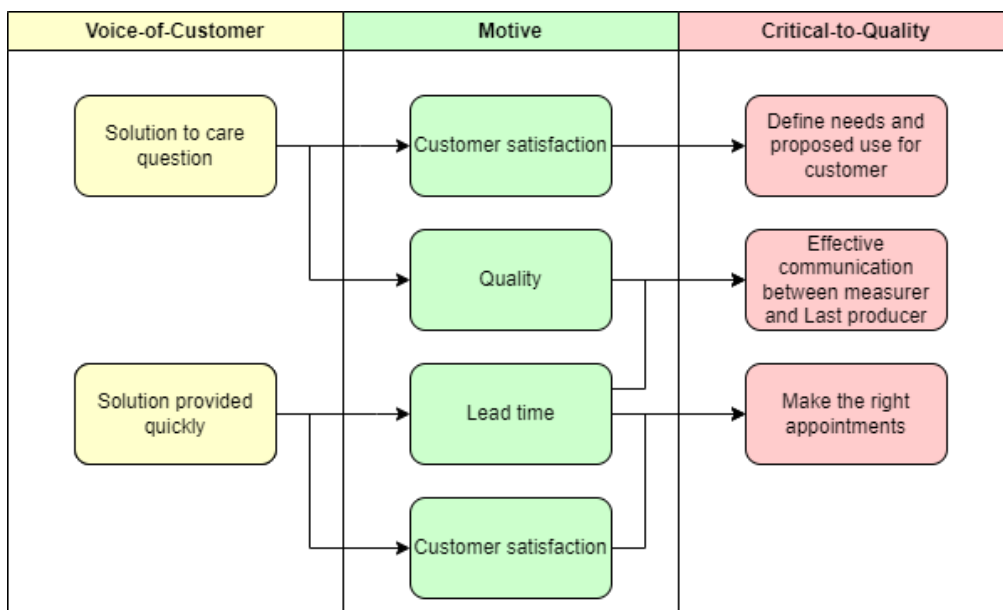 Voice-of-Customer
Motive
Critical-to-Quality
Solution to care
question
Customer satisfaction
Define needs and
proposed use for
customer
Quality
Effective
communication
between measurer
and Last producer
Solution provided
quickly
Lead time
Make the right
appointments
Customer satisfaction